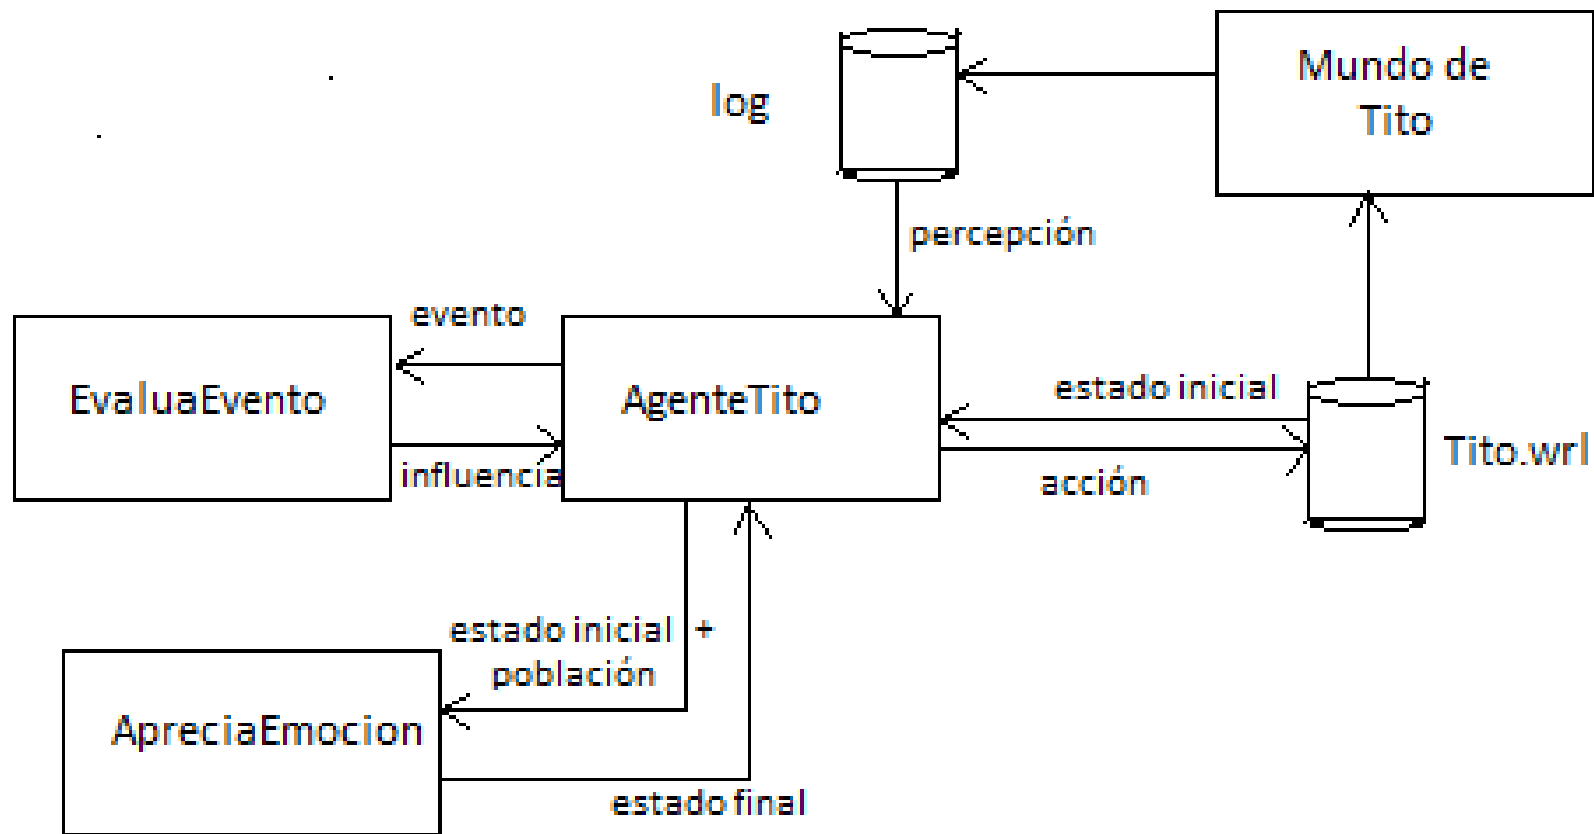 Mundo de
Tito
log
percepción
evento
EvaluaEvento
AgenteTito
estado inicial
Tito.wrl
influencia
acción
estado inicial +
población
ApreciaEmocion
estado final